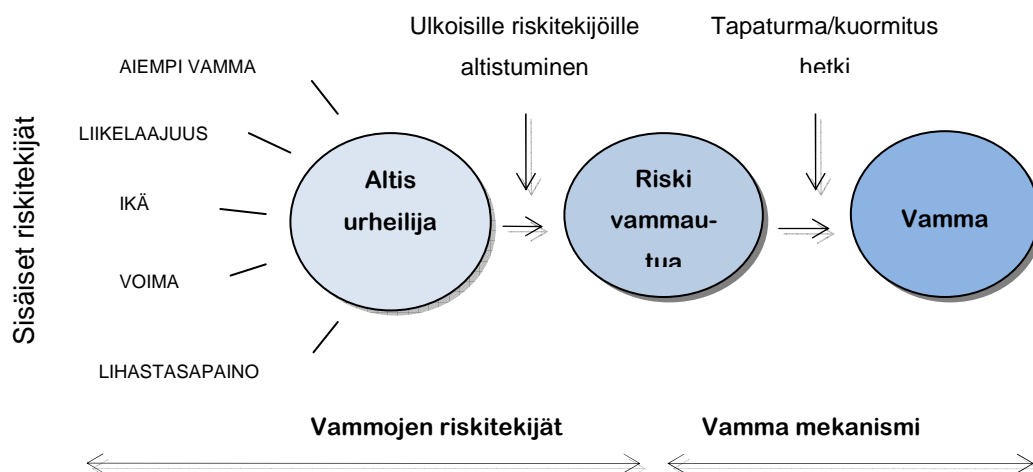 Ulkoisille riskitekijöille
altistuminen
Tapaturma/kuormitus
hetki
Sisäiset riskitekijät
AIEMPI VAMMA
LIIKELAAJUUS
IKÄ
VOIMA
LIHASTASAPAINO
Altis
urheilija
Riski
vammau-
tua
Vamma
Vammojen riskitekijät
Vamma mekanismi